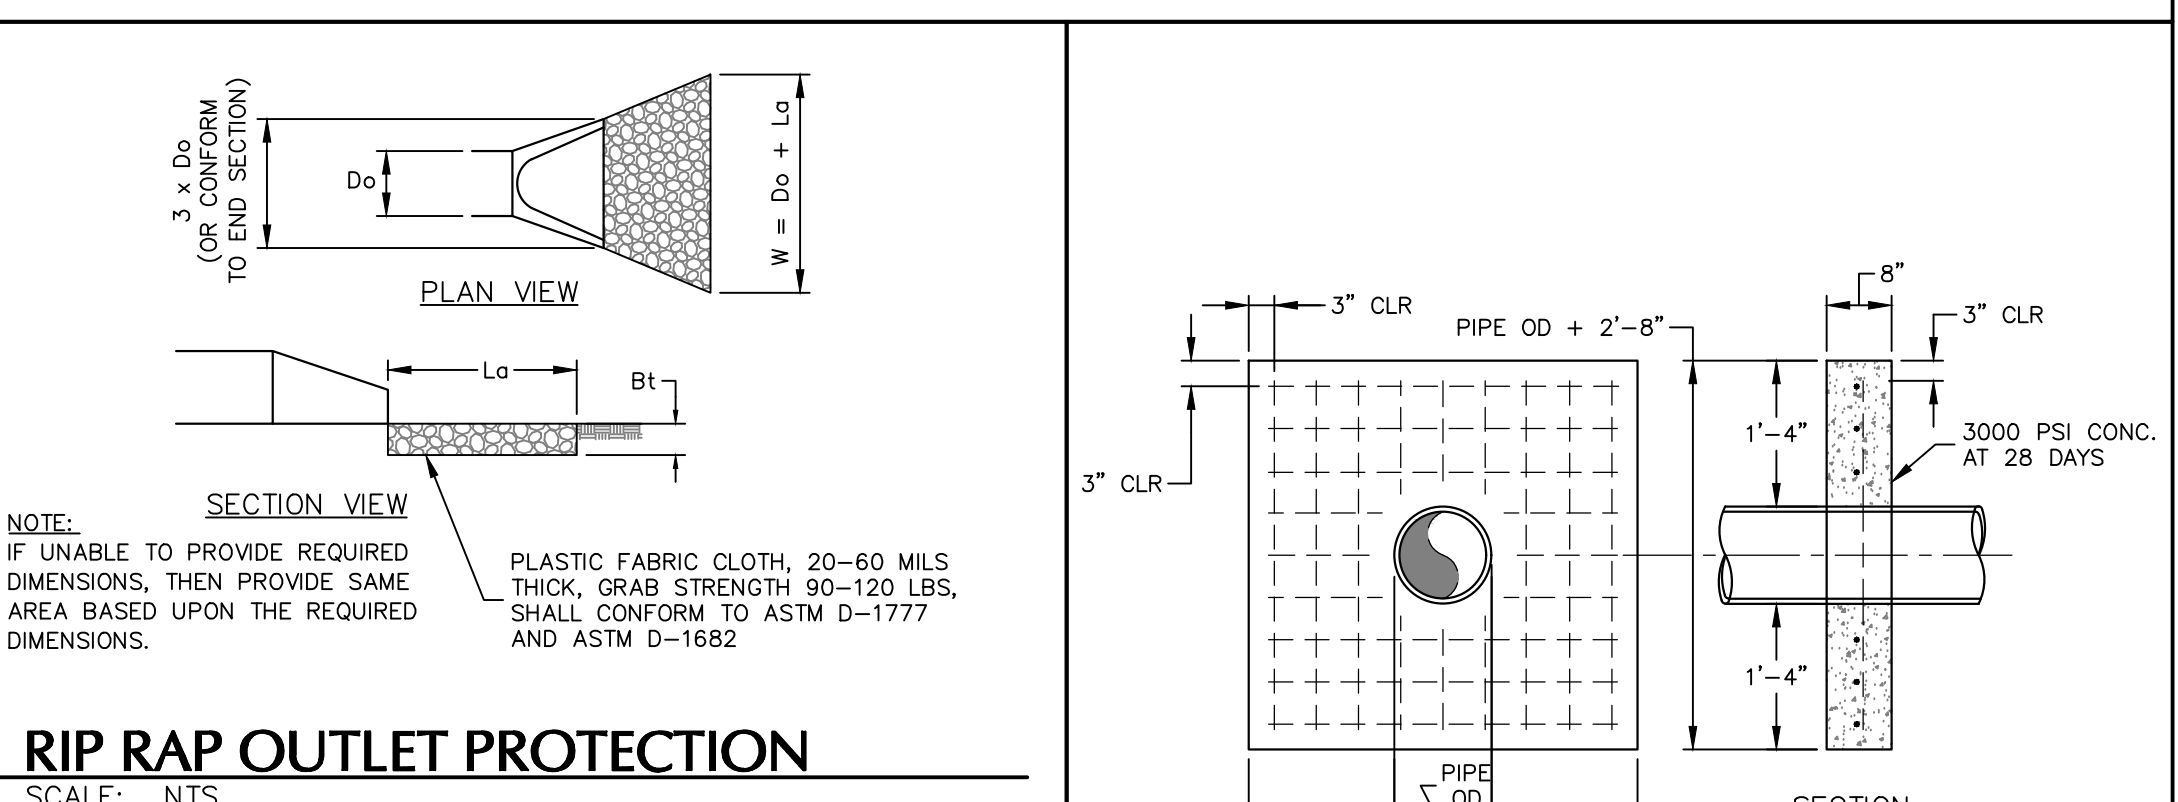 3 x Do
(OR CONFORM
TO END SECTION)
Do
W = Do + La
PLAN VIEW
La
Bt
SECTION VIEW
NOTE:
IF UNABLE TO PROVIDE REQUIRED
DIMENSIONS, THEN PROVIDE SAME
AREA BASED UPON THE REQUIRED
DIMENSIONS.
PLASTIC FABRIC CLOTH, 20-60 MILS
THICK, GRAB STRENGTH 90-120 LBS,
SHALL CONFORM TO ASTM D-1777
AND ASTM D-1682
RIP RAP OUTLET PROTECTION
SCALE: NTS
3" CLR
PIPE OD + 2'-8"
3" CLR
8"
3" CLR
1'-4"
3000 PSI CONC.
AT 28 DAYS
1'-4"
PIPE
OD
SECTION